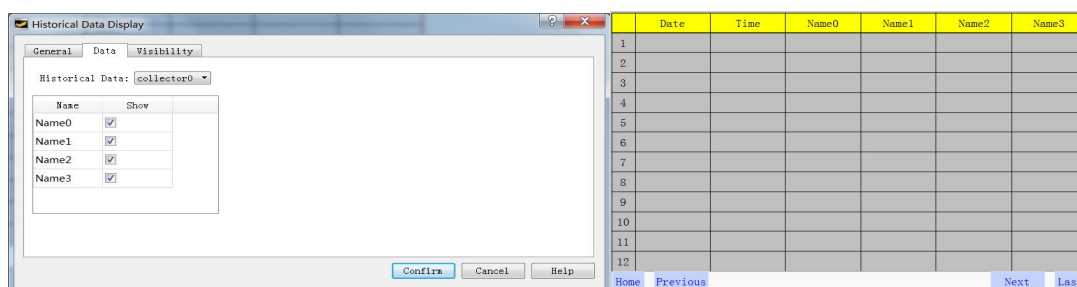 Historical Data Display
General Data Visibility
Historical Data: collector0
Name Show
Name0
Name1
Name2
Name3
Confirm Cancel Help
Date Time Name0 Name1 Name2 Name3
1
2
3
4
5
6
7
8
9
10
11
12
Home Previous Next Las